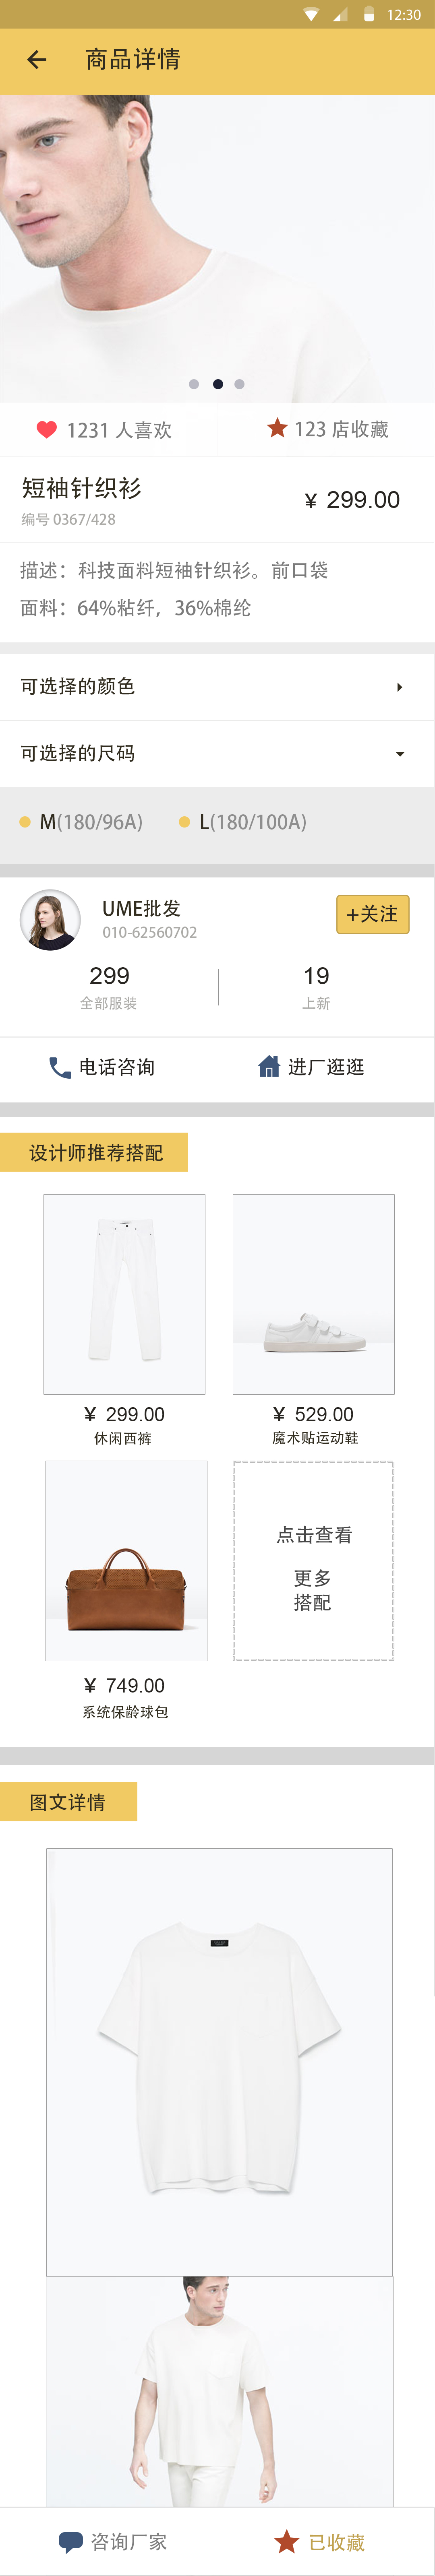 12:30
商品详情
1231 人喜欢
123 店收藏
短袖针织衫
¥ 299.00
编号 0367/428
描述：科技面料短袖针织衫。前口袋
面料：64%粘纤，36%棉纶
可选择的颜色
可选择的尺码
M(180/96A)
L(180/100A)
UME批发
010-62560702
+关注
299
19
全部服装
上新
电话咨询
进厂逛逛
设计师推荐搭配
¥ 299.00
¥ 529.00
休闲西裤
魔术贴运动鞋
点击查看
更多
搭配
¥ 749.00
系统保龄球包
图文详情
咨询厂家
已收藏